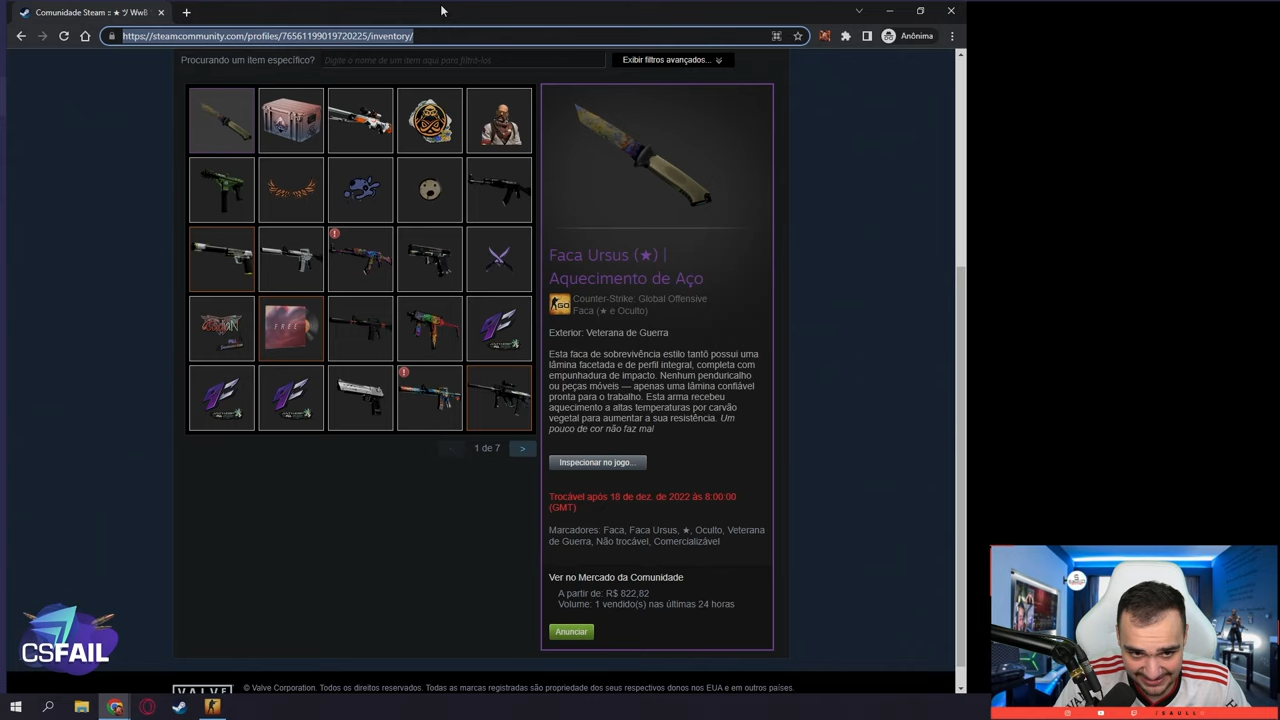 Comunidade Steam :: ★ ツ WwB
https://steamcommunity.com/profiles/76561199019720225/inventory/
Anônima
Procurando um item específico?
Digite o nome de um item aqui para filtrá-los
Exibir filtros avançados...
FREE
1 de 7
>
Faca Ursus (★) |
Aquecimento de Aço
GO
Counter-Strike: Global Offensive
Faca (★ e Oculto)
Exterior: Veterana de Guerra
Esta faca de sobrevivência estilo tantō possui uma
lâmina facetada e de perfil integral, completa com
empunhadura de impacto. Nenhum penduricalho
ou peças móveis — apenas uma lâmina confiável
pronta para o trabalho. Esta arma recebeu
aquecimento a altas temperaturas por carvão
vegetal para aumentar a sua resistência. Um
pouco de cor não faz mal
Inspecionar no jogo...
Trocável após 18 de dez. de 2022 às 8:00:00
(GMT)
Marcadores: Faca, Faca Ursus, ★, Oculto, Veterana
de Guerra, Não trocável, Comercializável
Ver no Mercado da Comunidade
A partir de: R$ 822,82
Volume: 1 vendido(s) nas últimas 24 horas
Anunciar
CSFAIL
VALVE
© Valve Corporation. Todos os direitos reservados. Todas as marcas registradas são propriedade dos seus respectivos donos nos EUA e em outros países.